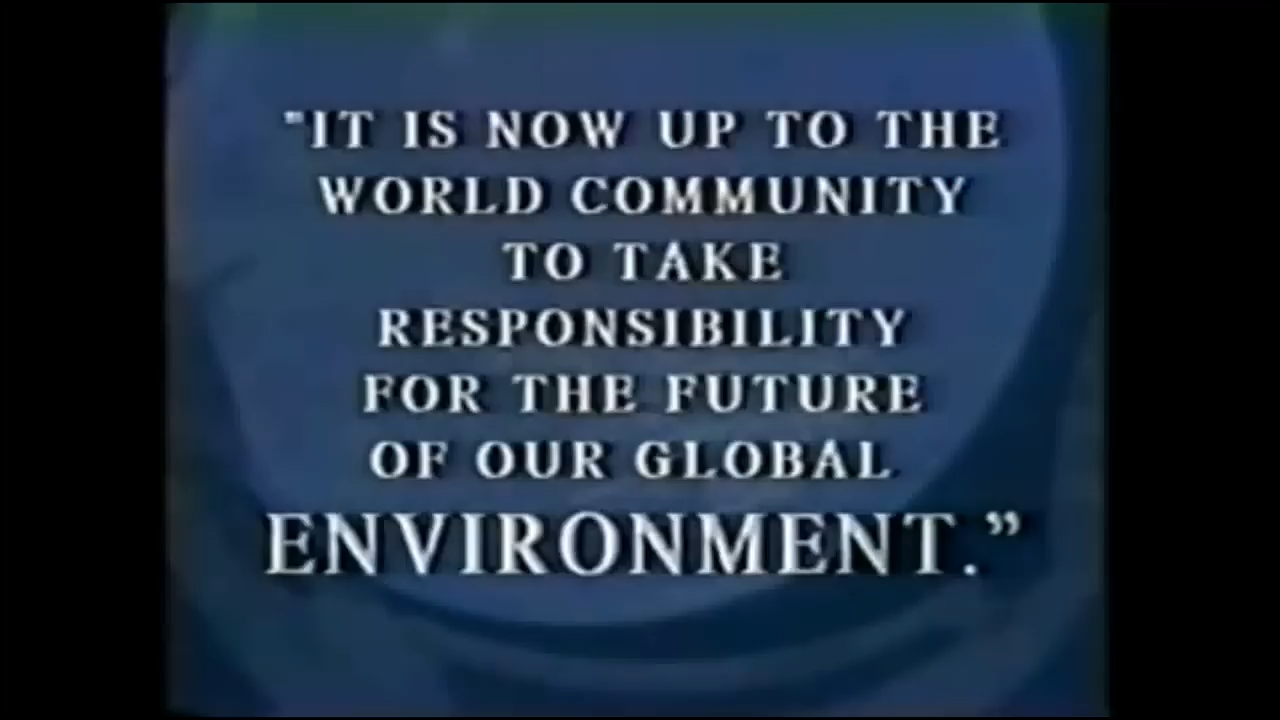 "IT IS NOW UP TO THE
WORLD COMMUNITY
TO TAKE
RESPONSIBILITY
FOR THE FUTURE
OF OUR GLOBAL
ENVIRONMENT.”